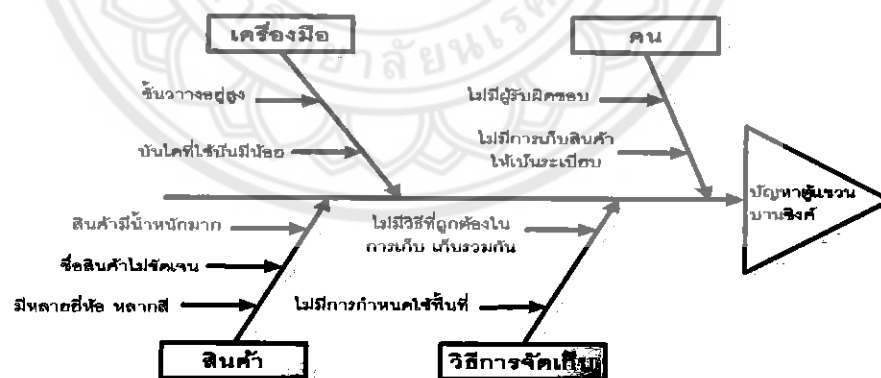 เครื่องมือ
คน
ชั้นวางอยู่สูง
ไม่มีผู้รับผิดชอบ
บันไดที่ใช้ปีนมีน้อย
ไม่มีการเก็บสินค้า
ให้เป็นระเบียบ
ปัญหาตู้แขวน
บานซิงค์
สินค้ามีน้ำหนักมาก
ไม่มีวิธีที่ถูกต้องใน
การเก็บ เก็บรวมกัน
ชื่อสินค้าไม่ชัดเจน
มีหลายยี่ห้อ หลากสี
ไม่มีการกำหนดใช้พื้นที่
สินค้า
วิธีการจัดเก็บ